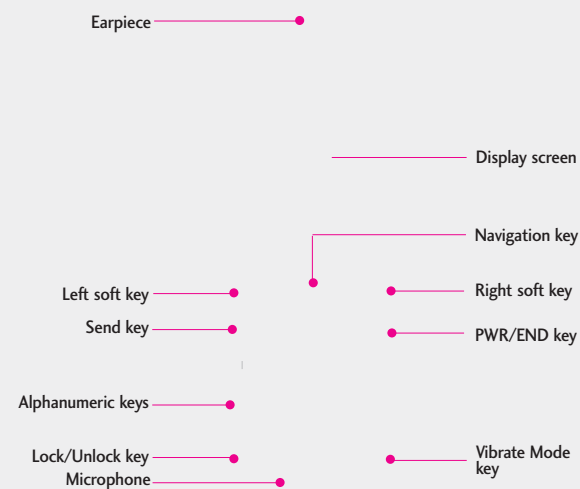 Earpiece
Display screen
Navigation key
Left soft key
Right soft key
Send key
PWR/END key
Alphanumeric keys
Lock/Unlock key
Vibrate Mode
key
Microphone